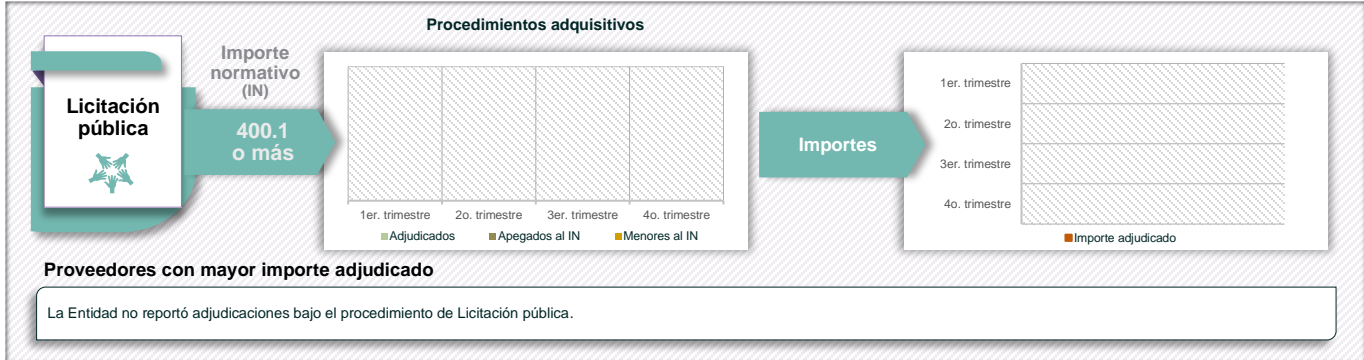 Procedimientos adquisitivos
Licitación
pública
Importe
normativo
(IN)
400.1
o más
1er. trimestre
2o. trimestre
3er. trimestre
4o. trimestre
Adjudicados
Apegados al IN
Menores al IN
Importes
1er. trimestre
2o. trimestre
3er. trimestre
4o. trimestre
Importe adjudicado
Proveedores con mayor importe adjudicado
La Entidad no reportó adjudicaciones bajo el procedimiento de Licitación pública.